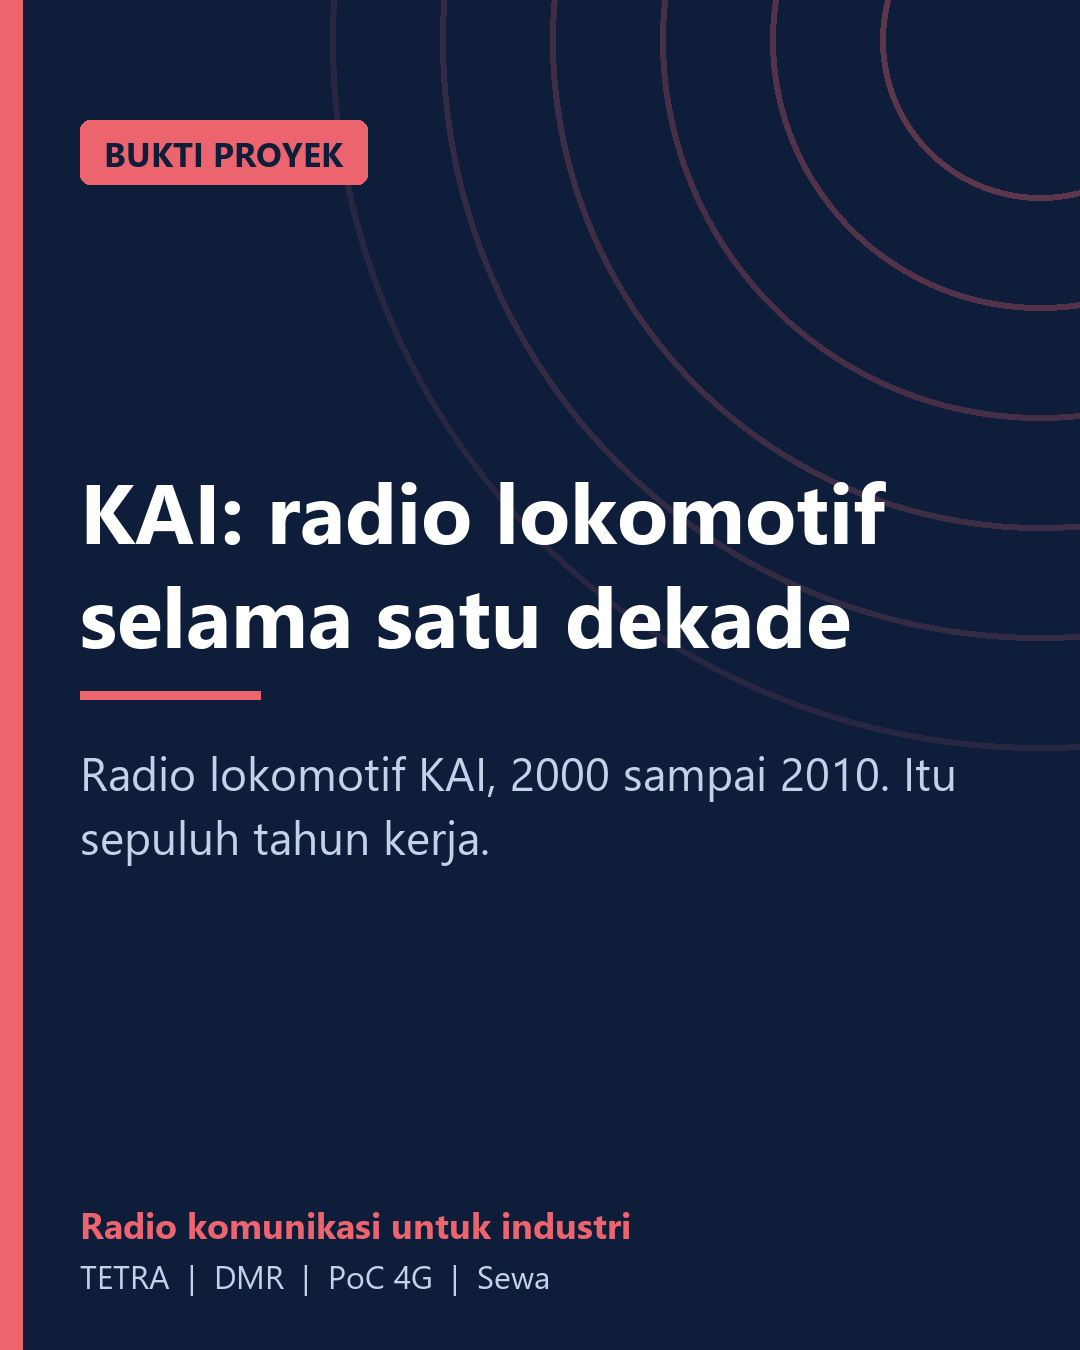 BUKTI PROYEK
KAI: radio lokomotif
selama satu dekade
Radio lokomotif KAI, 2000 sampai 2010. Itu
sepuluh tahun kerja.
Radio komunikasi untuk industri
TETRA | DMR | PoC 4G | Sewa